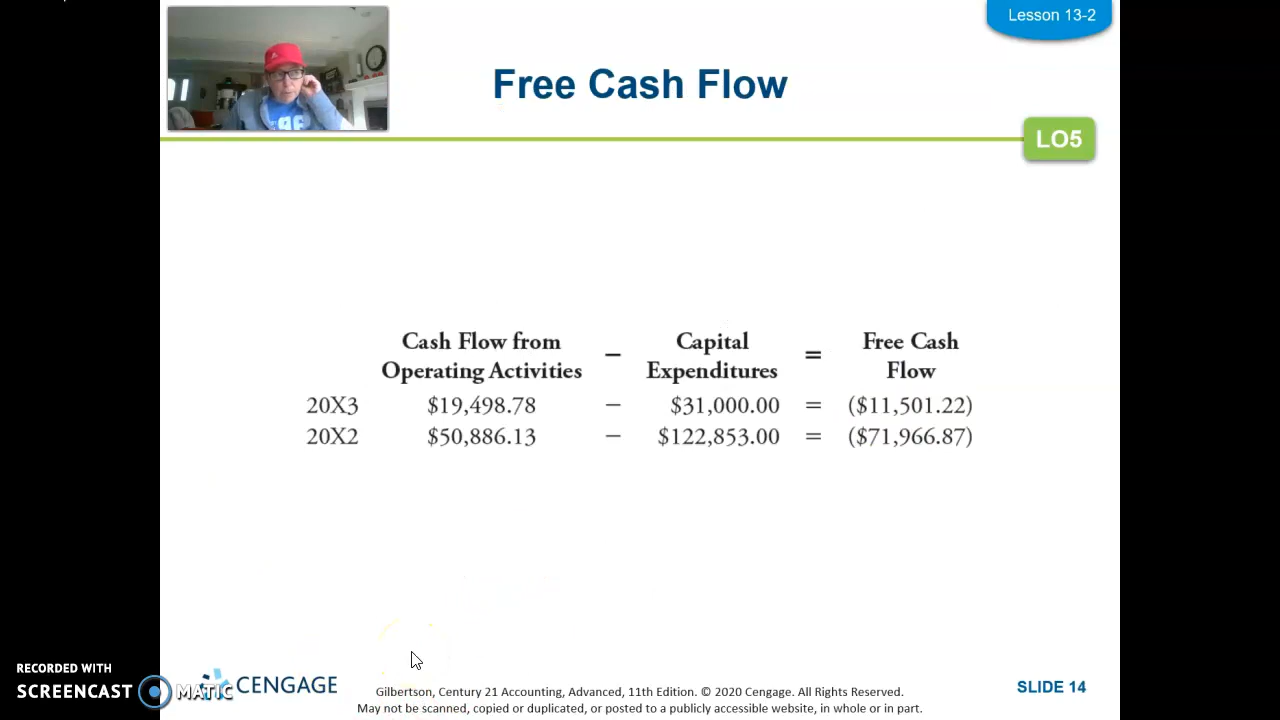 Lesson 13-2
Free Cash Flow
LO5
Cash Flow from Operating Activities − Capital Expenditures = Free Cash Flow
20X3 $19,498.78 − $31,000.00 = ($11,501.22)
20X2 $50,886.13 − $122,853.00 = ($71,966.87)
RECORDED WITH
SCREENCAST MATIC
CENGAGE
Gilbertson, Century 21 Accounting, Advanced, 11th Edition. © 2020 Cengage. All Rights Reserved.
May not be scanned, copied or duplicated, or posted to a publicly accessible website, in whole or in part.
SLIDE 14